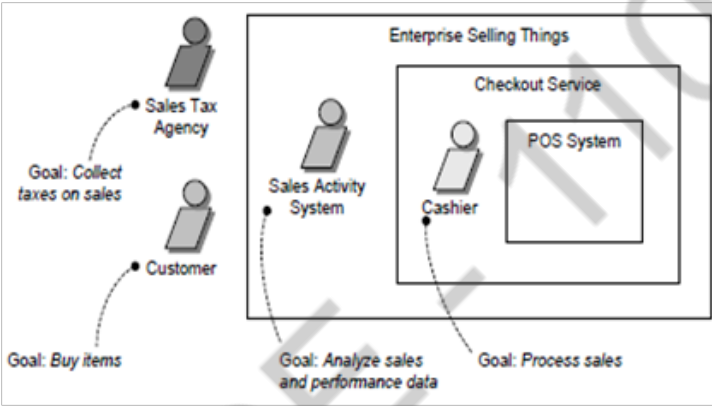 Enterprise Selling Things
Checkout Service
POS System
Sales Tax
Agency
Goal: Collect
taxes on sales
Sales Activity
System
Cashier
Customer
Goal: Buy items
Goal: Analyze sales
and performance data
Goal: Process sales